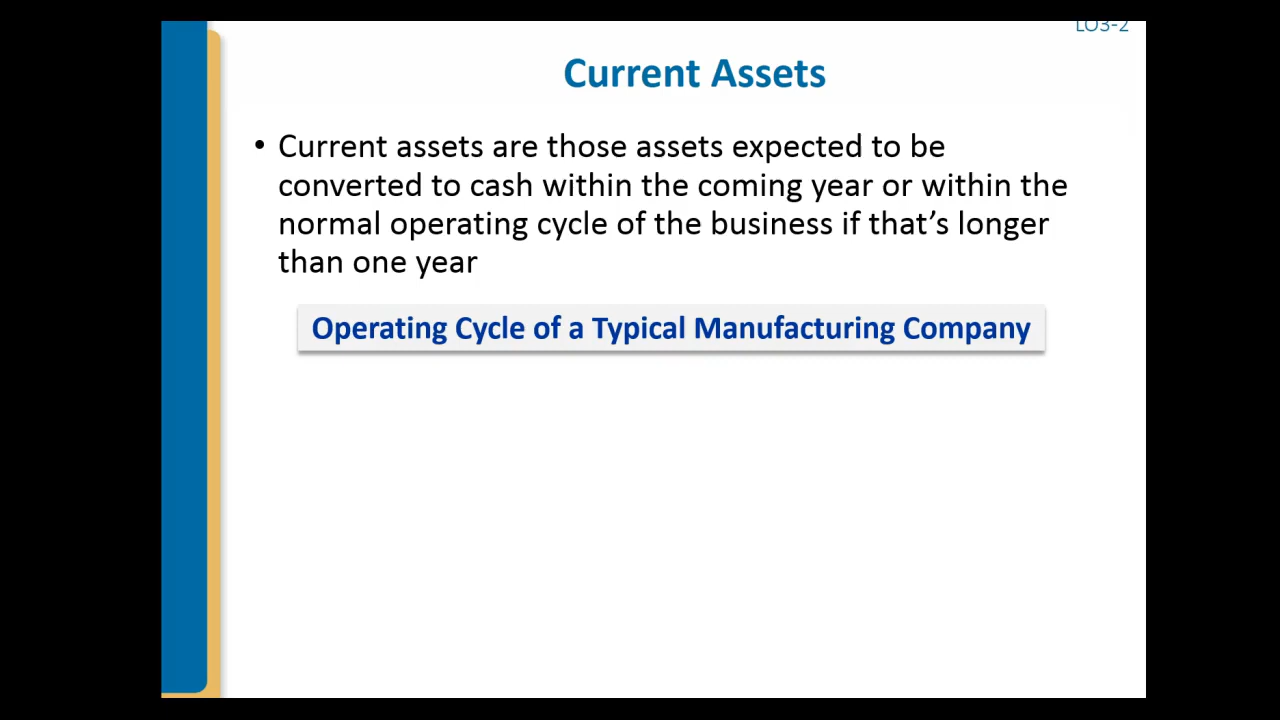 LO3-2
Current Assets
• Current assets are those assets expected to be
converted to cash within the coming year or within the
normal operating cycle of the business if that’s longer
than one year
Operating Cycle of a Typical Manufacturing Company